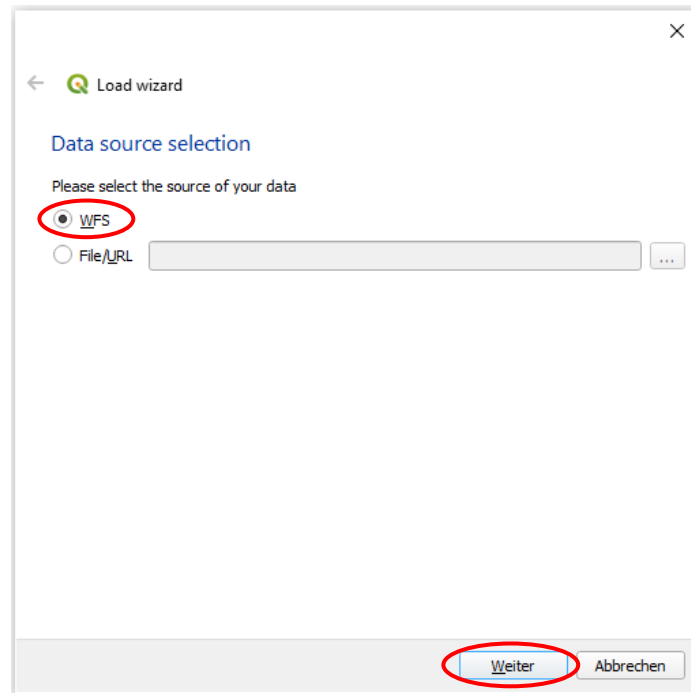 Load wizard
Data source selection
Please select the source of your data
WFS
File/URL ...
Weiter Abbrechen